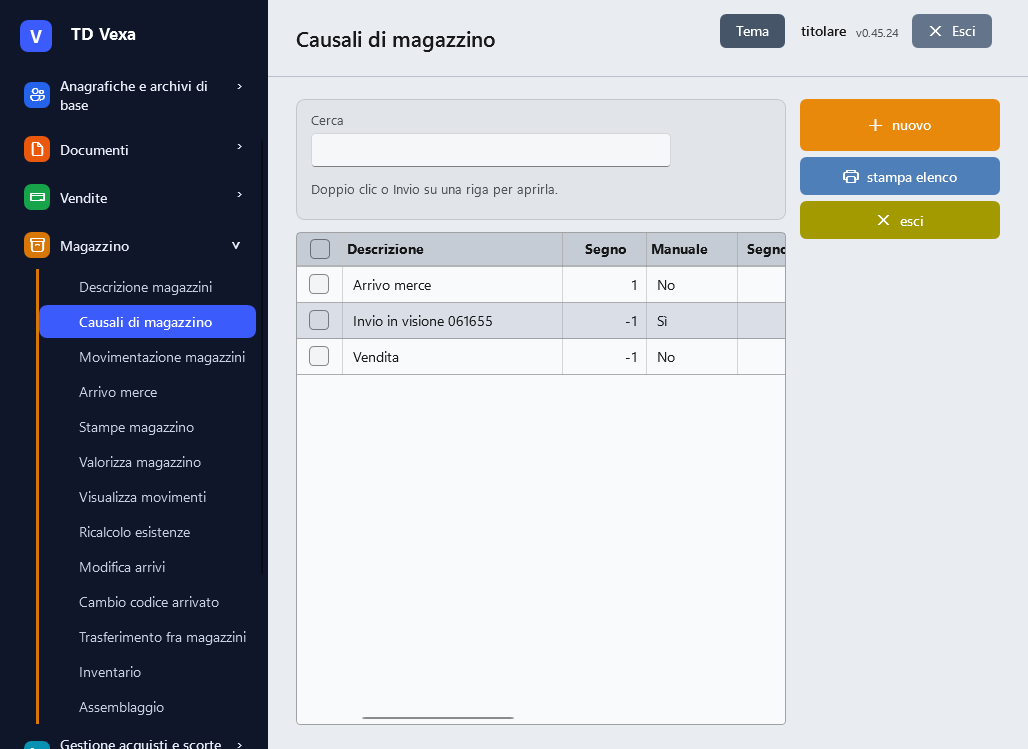 V
TD Vexa
Anagrafiche e archivi di
base
Documenti
Vendite
Magazzino
Descrizione magazzini
Causali di magazzino
Movimentazione magazzini
Arrivo merce
Stampe magazzino
Valorizza magazzino
Visualizza movimenti
Ricalcolo esistenze
Modifica arrivi
Cambio codice arrivato
Trasferimento fra magazzini
Inventario
Assemblaggio
Gestione acquisti e scorte
Causali di magazzino
Tema
titolare v0.45.24
Esci
Cerca
Doppio clic o Invio su una riga per aprirla.
nuovo
stampa elenco
esci
Descrizione Segno Manuale Segno
Arrivo merce 1 No
Invio in visione 061655 -1 Sì
Vendita -1 No